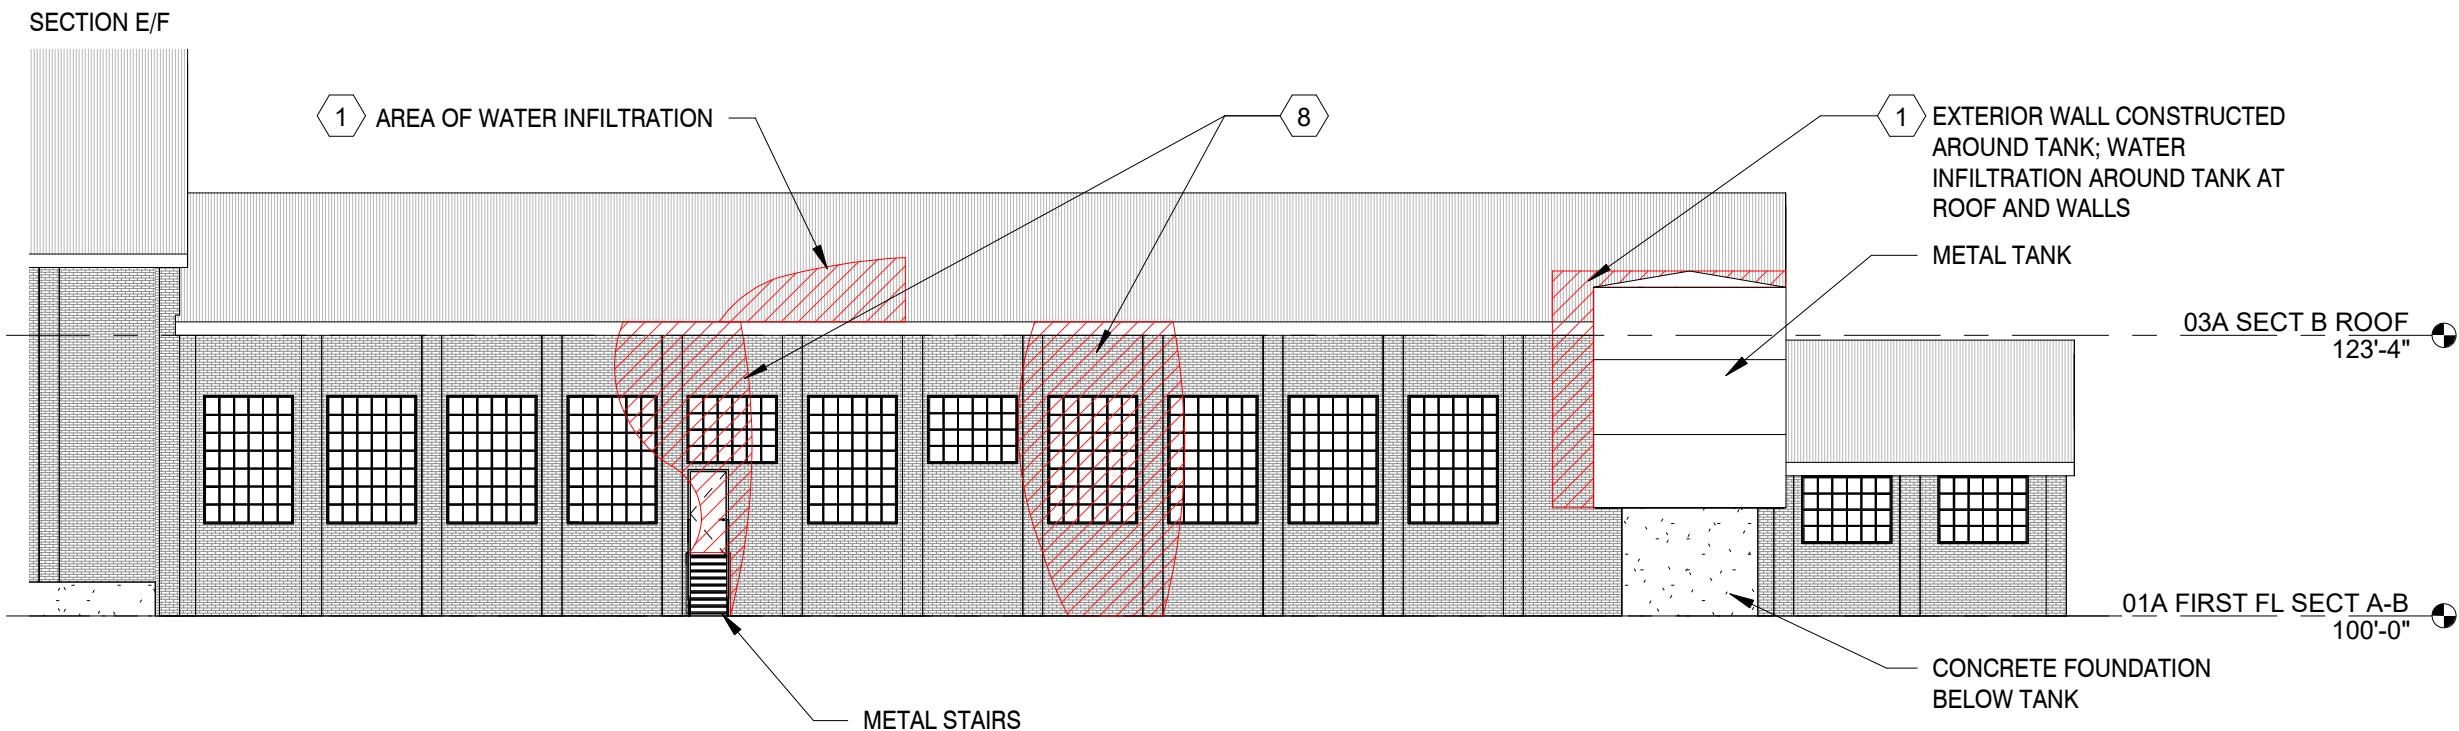 SECTION E/F
1 AREA OF WATER INFILTRATION
8
1 EXTERIOR WALL CONSTRUCTED
AROUND TANK; WATER
INFILTRATION AROUND TANK AT
ROOF AND WALLS
METAL TANK
03A SECT B ROOF
123'-4"
01A FIRST FL SECT A-B
100'-0"
CONCRETE FOUNDATION
BELOW TANK
METAL STAIRS